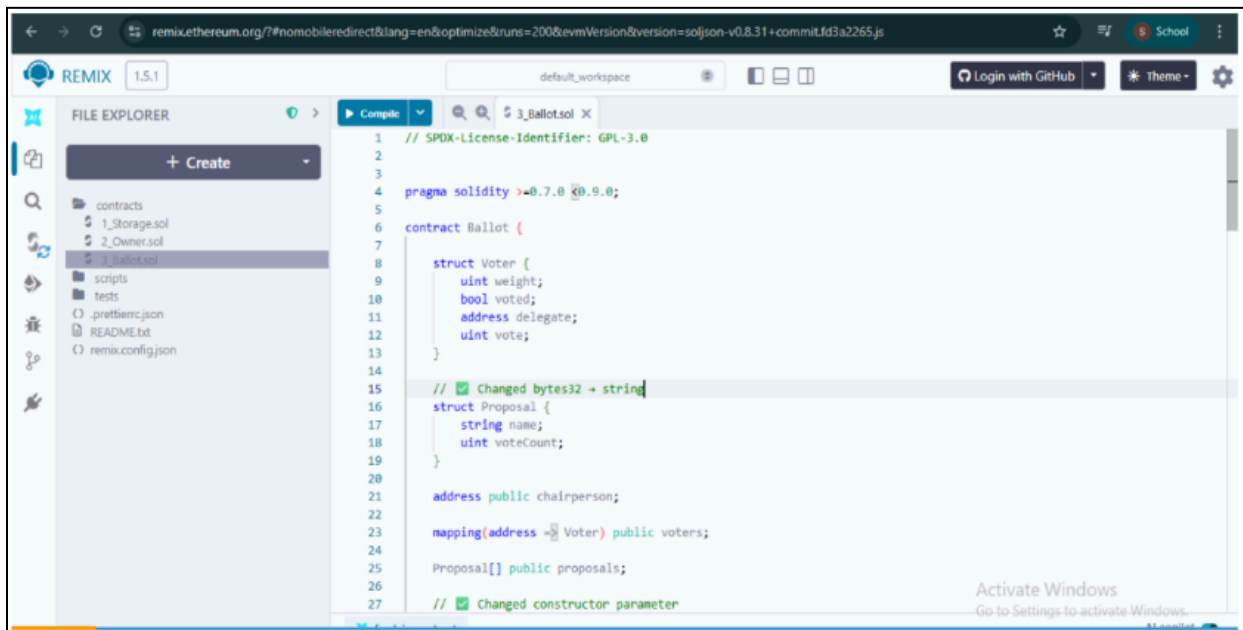 remix.ethereum.org/?#nomobileredirect&lang=en&optimize&runs=200&evmVersion&version=soljson-v0.8.31+commit.fd3a2265.js
S School
REMIX 1.5.1
default_workspace
Login with GitHub
Theme
FILE EXPLORER
Compile
3_Ballot.sol
+ Create
contracts
1_Storage.sol
2_Owner.sol
3_Ballot.sol
scripts
tests
.prettierrc.json
README.txt
remix.config.json
1 // SPDX-License-Identifier: GPL-3.0
2
3
4 pragma solidity >=0.7.0 <0.9.0;
5
6 contract Ballot {
7
8 struct Voter {
9 uint weight;
10 bool voted;
11 address delegate;
12 uint vote;
13 }
14
15 // ✅ Changed bytes32 → string
16 struct Proposal {
17 string name;
18 uint voteCount;
19 }
20
21 address public chairperson;
22
23 mapping(address => Voter) public voters;
24
25 Proposal[] public proposals;
26
27 // ✅ Changed constructor parameter
Activate Windows
Go to Settings to activate Windows.